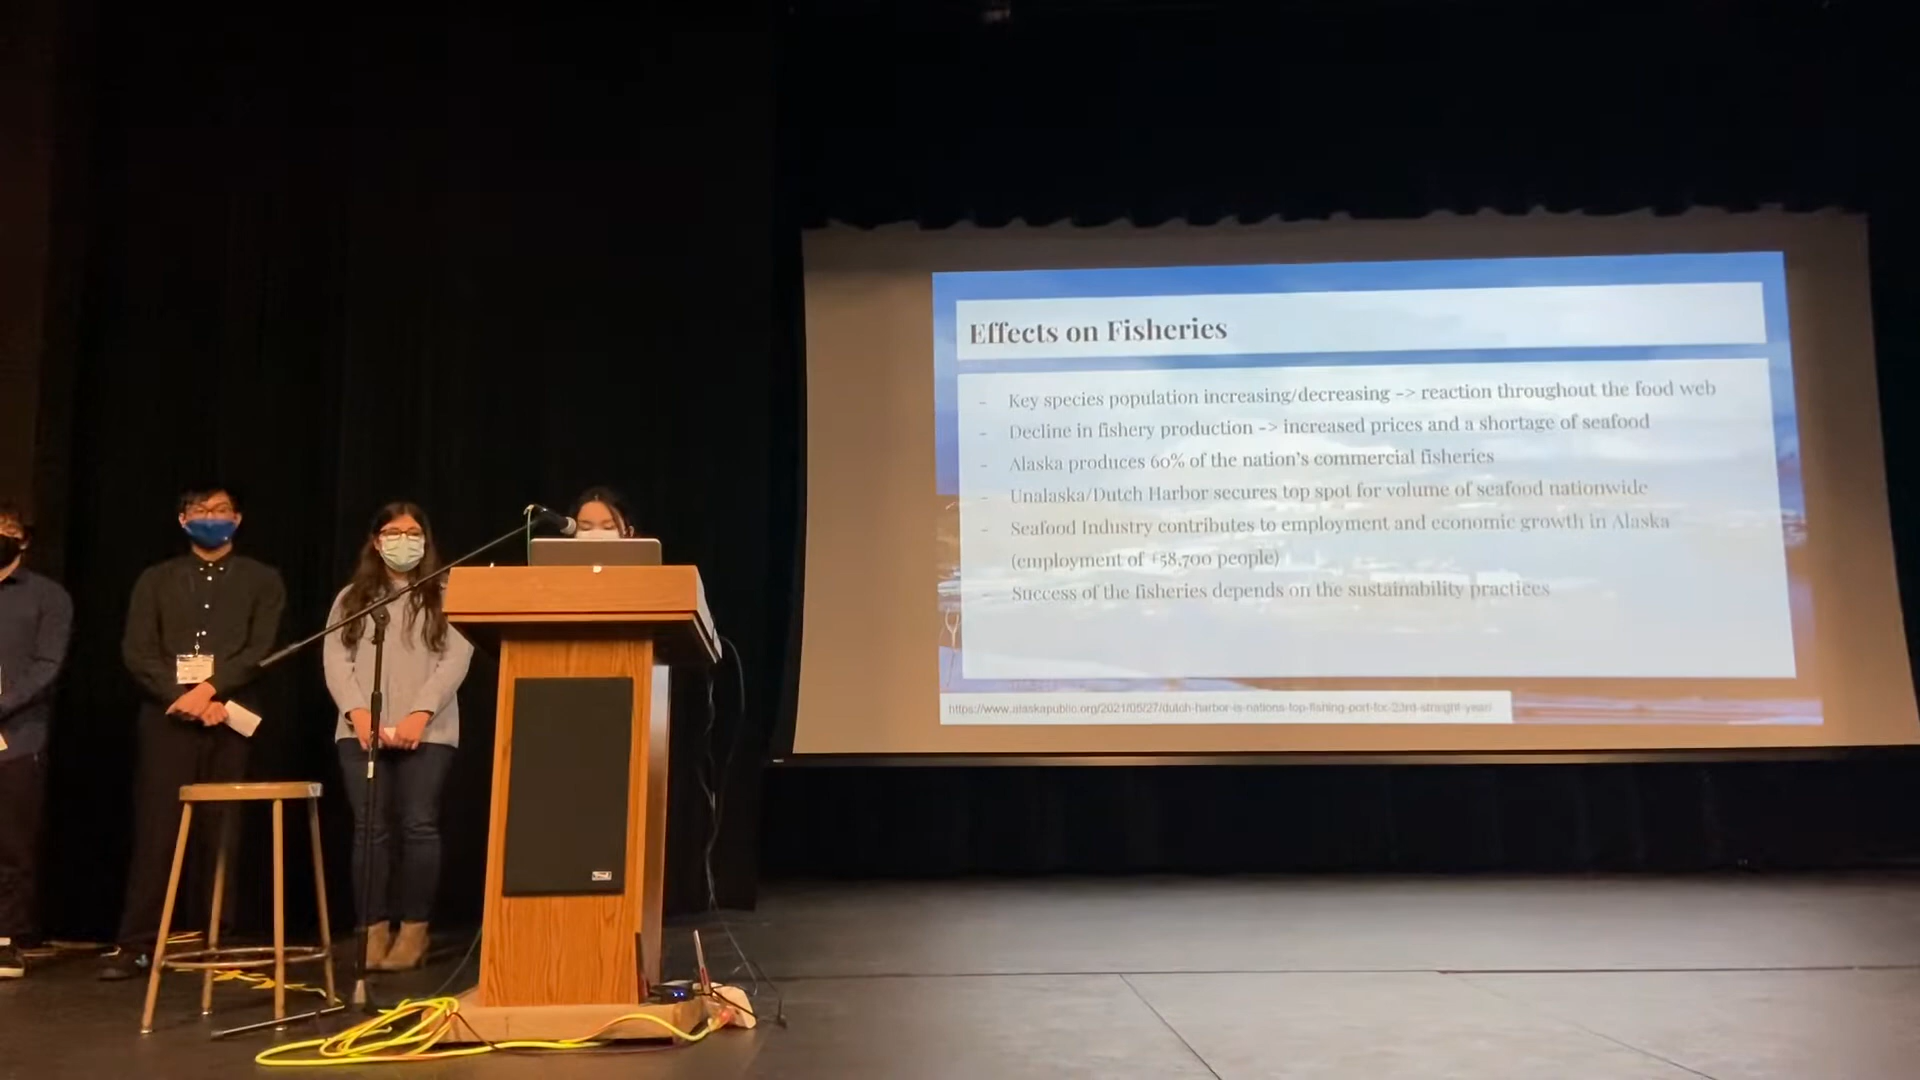 Effects on Fisheries
- Key species population increasing/decreasing -> reaction throughout the food web
- Decline in fishery production -> increased prices and a shortage of seafood
- Alaska produces 60% of the nation's commercial fisheries
- Unalaska/Dutch Harbor secures top spot for volume of seafood nationwide
- Seafood Industry contributes to employment and economic growth in Alaska
(employment of +58,700 people)
- Success of the fisheries depends on the sustainability practices
https://www.alaskapublic.org/2021/05/27/dutch-harbor-is-nations-top-fishing-port-for-23rd-straight-year/